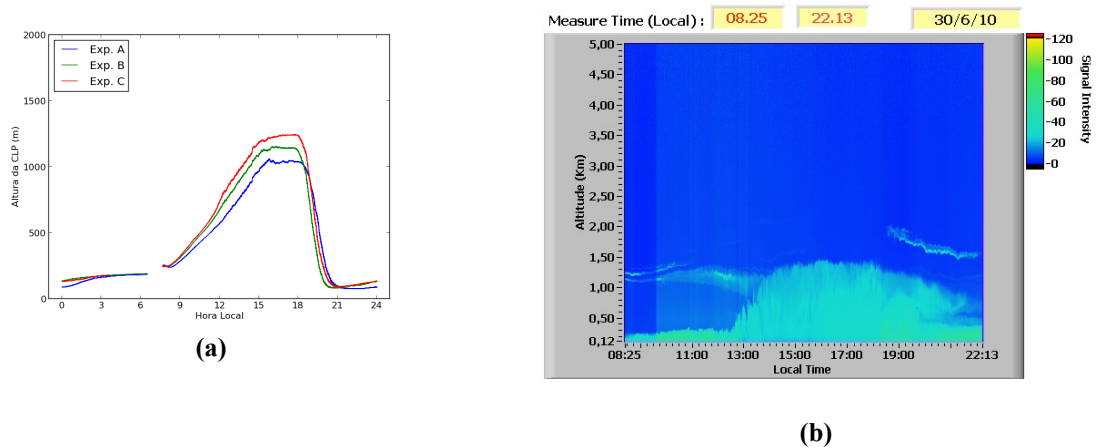 2000
1500
1000
500
0
Altura da CLP (m)
Exp. A
Exp. B
Exp. C
0 3 6 9 12 15 18 21 24
Hora Local
(a)
Measure Time (Local) : 08.25 22.13 30/6/10
5,00
4,50
4,00
3,50
3,00
2,50
2,00
1,50
1,00
0,50
0,12
Altitude (Km)
08:25 11:00 13:00 15:00 17:00 19:00 22:13
Local Time
120
100
80
60
40
20
0
Signal Intensity
(b)